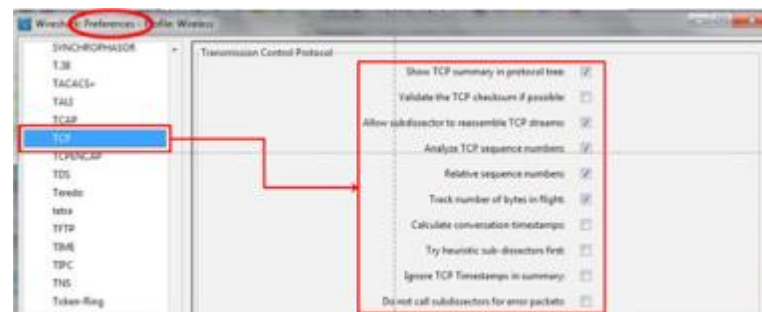 Wireshark: Preferences - Profile: Wireless
SYNCHROPHASOR
T.38
TACACS+
TALI
TCAP
TCP
TCPENCAP
TDS
Teredo
tetra
TFTP
TIME
TIPC
TNS
Token-Ring
Transmission Control Protocol
Show TCP summary in protocol tree:
Validate the TCP checksum if possible:
Allow subdissector to reassemble TCP streams:
Analyze TCP sequence numbers:
Relative sequence numbers:
Track number of bytes in flight:
Calculate conversation timestamps:
Try heuristic sub-dissectors first:
Ignore TCP Timestamps in summary:
Do not call subdissectors for error packets: